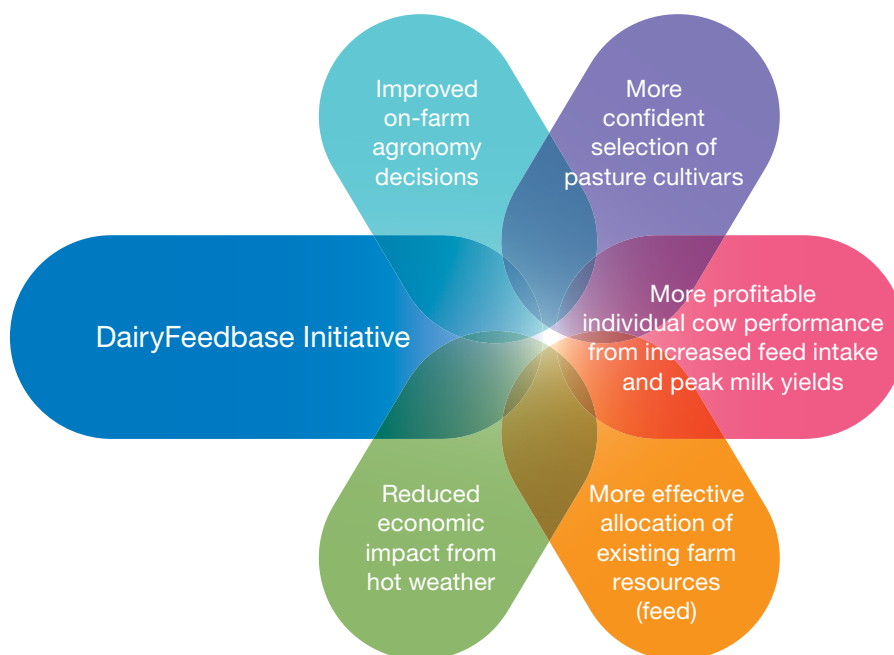 Improved
on-farm
agronomy
decisions
More
confident
selection of
pasture cultivars
DairyFeedbase Initiative
More profitable
individual cow performance
from increased feed intake
and peak milk yields
Reduced
economic
impact from
hot weather
More effective
allocation of
existing farm
resources
(feed)